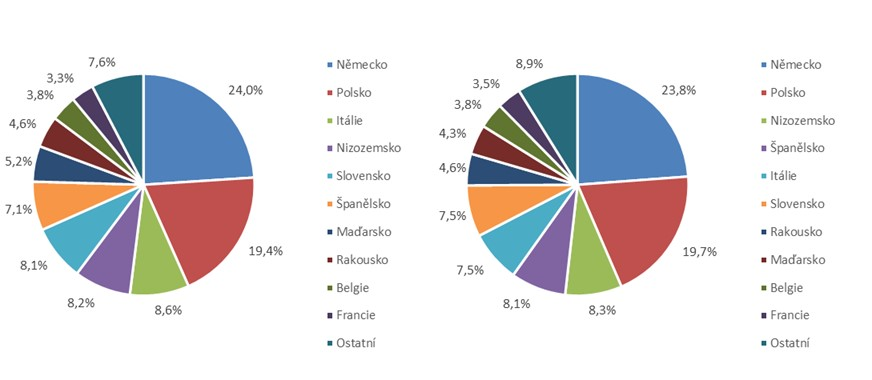 24,0%
19,4%
8,6%
8,2%
8,1%
7,1%
5,2%
4,6%
3,8%
3,3%
7,6%
Německo
Polsko
Itálie
Nizozemsko
Slovensko
Španělsko
Maďarsko
Rakousko
Belgie
Francie
Ostatní
23,8%
19,7%
8,3%
8,1%
7,5%
7,5%
4,6%
4,3%
3,8%
3,5%
8,9%
Německo
Polsko
Nizozemsko
Španělsko
Itálie
Slovensko
Rakousko
Maďarsko
Belgie
Francie
Ostatní